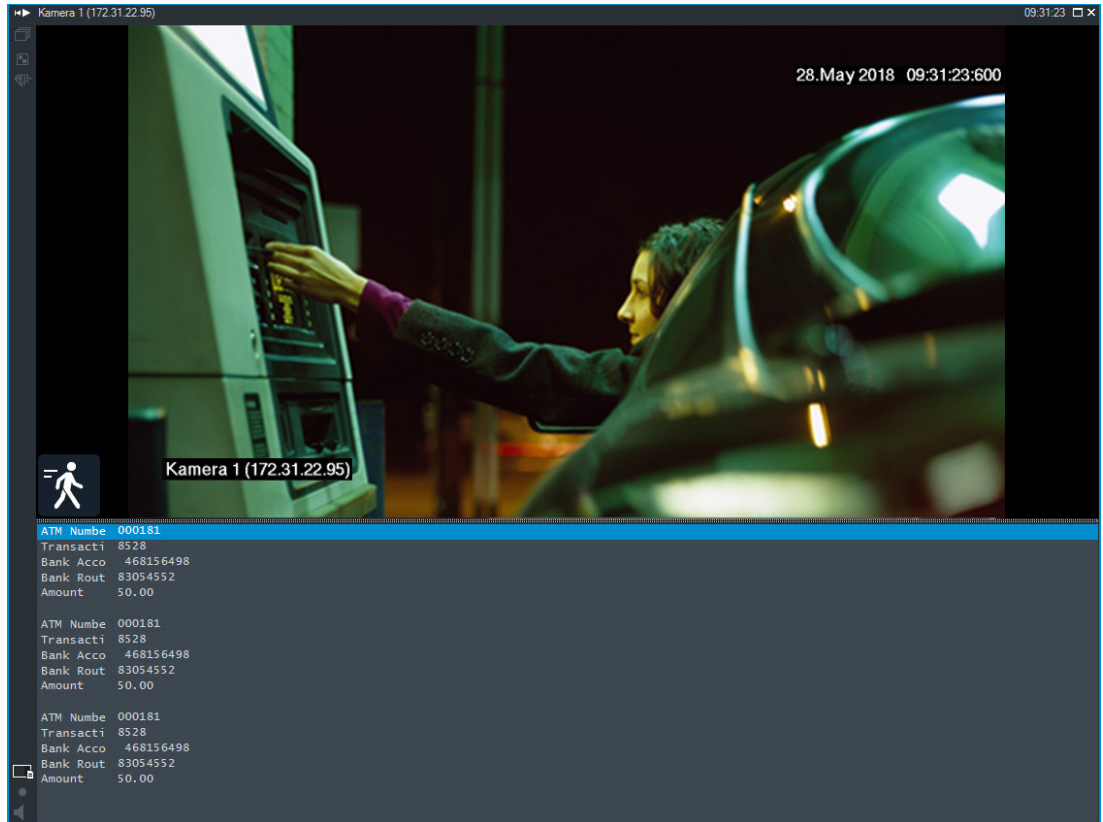 Kamera 1 (172.31.22.95) 09:31:23
28.May 2018 09:31:23:600
Kamera 1 (172.31.22.95)
ATM Numbe 000181
Transacti 8528
Bank Acco 468156498
Bank Rout 83054552
Amount 50.00
ATM Numbe 000181
Transacti 8528
Bank Acco 468156498
Bank Rout 83054552
Amount 50.00
ATM Numbe 000181
Transacti 8528
Bank Acco 468156498
Bank Rout 83054552
Amount 50.00